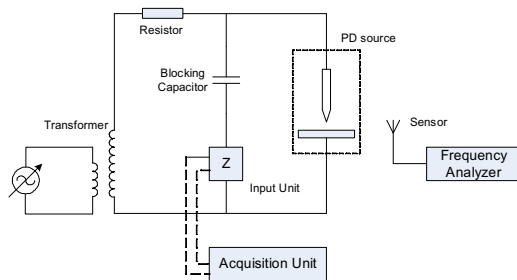 Resistor
PD source
Blocking
Capacitor
Transformer
Sensor
Z
Frequency
Analyzer
Input Unit
Acquisition Unit